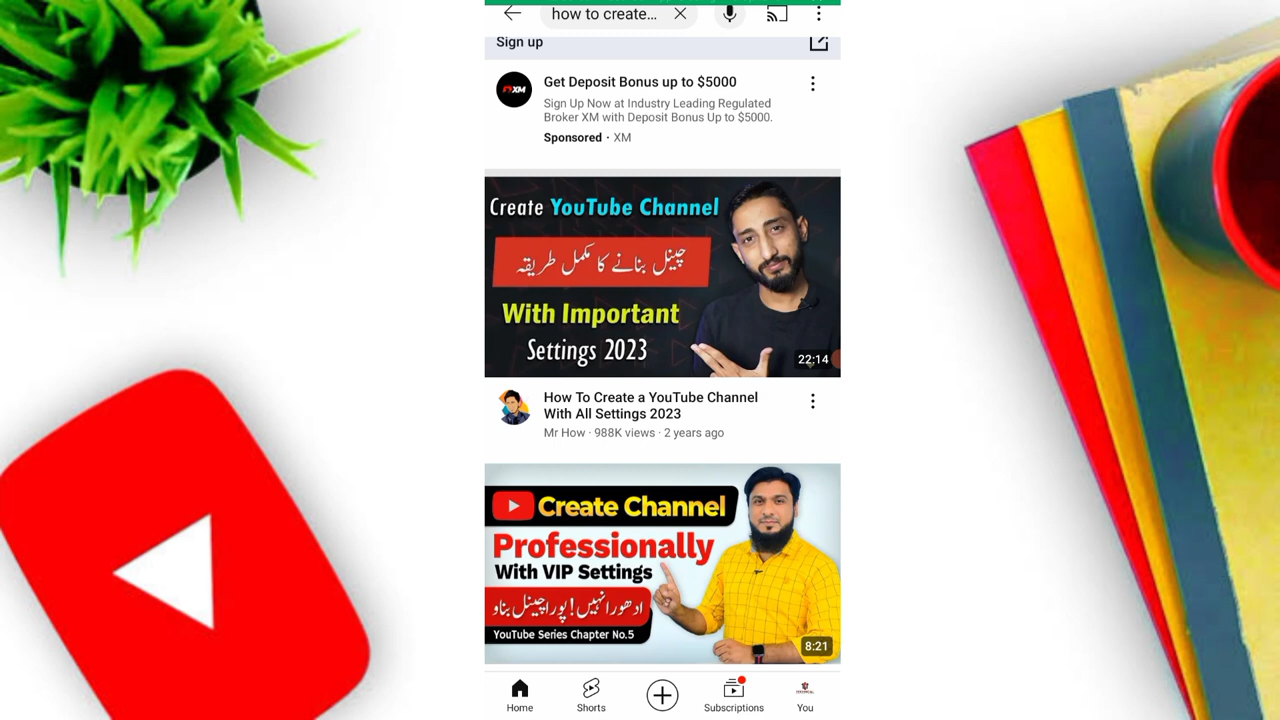 how to create...
Sign up
XM
Get Deposit Bonus up to $5000
Sign Up Now at Industry Leading Regulated
Broker XM with Deposit Bonus Up to $5000.
Sponsored · XM
Create YouTube Channel
چینل بنانے کا مکمل طریقہ
With Important
Settings 2023
22:14
How To Create a YouTube Channel
With All Settings 2023
Mr How · 988K views · 2 years ago
Create Channel
Professionally
With VIP Settings
ادھورا نہیں! پورا چینل بناو
YouTube Series Chapter No.5
8:21
Home
Shorts
Subscriptions
You